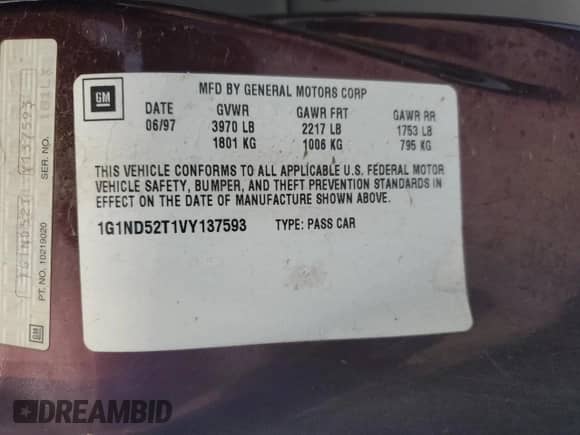 GM
MFD BY GENERAL MOTORS CORP
DATE GVWR GAWR FRT GAWR RR
06/97 3970 LB 2217 LB 1753 LB
1801 KG 1006 KG 795 KG
THIS VEHICLE CONFORMS TO ALL APPLICABLE U.S. FEDERAL MOTOR
VEHICLE SAFETY, BUMPER, AND THEFT PREVENTION STANDARDS IN
EFFECT ON THE DATE OF MANUFACTURE SHOWN ABOVE.
1G1ND52T1VY137593 TYPE: PASS CAR
1G1ND52T Y137593
PT. NO. 10219020 SER. NO.
GM
DREAMBID